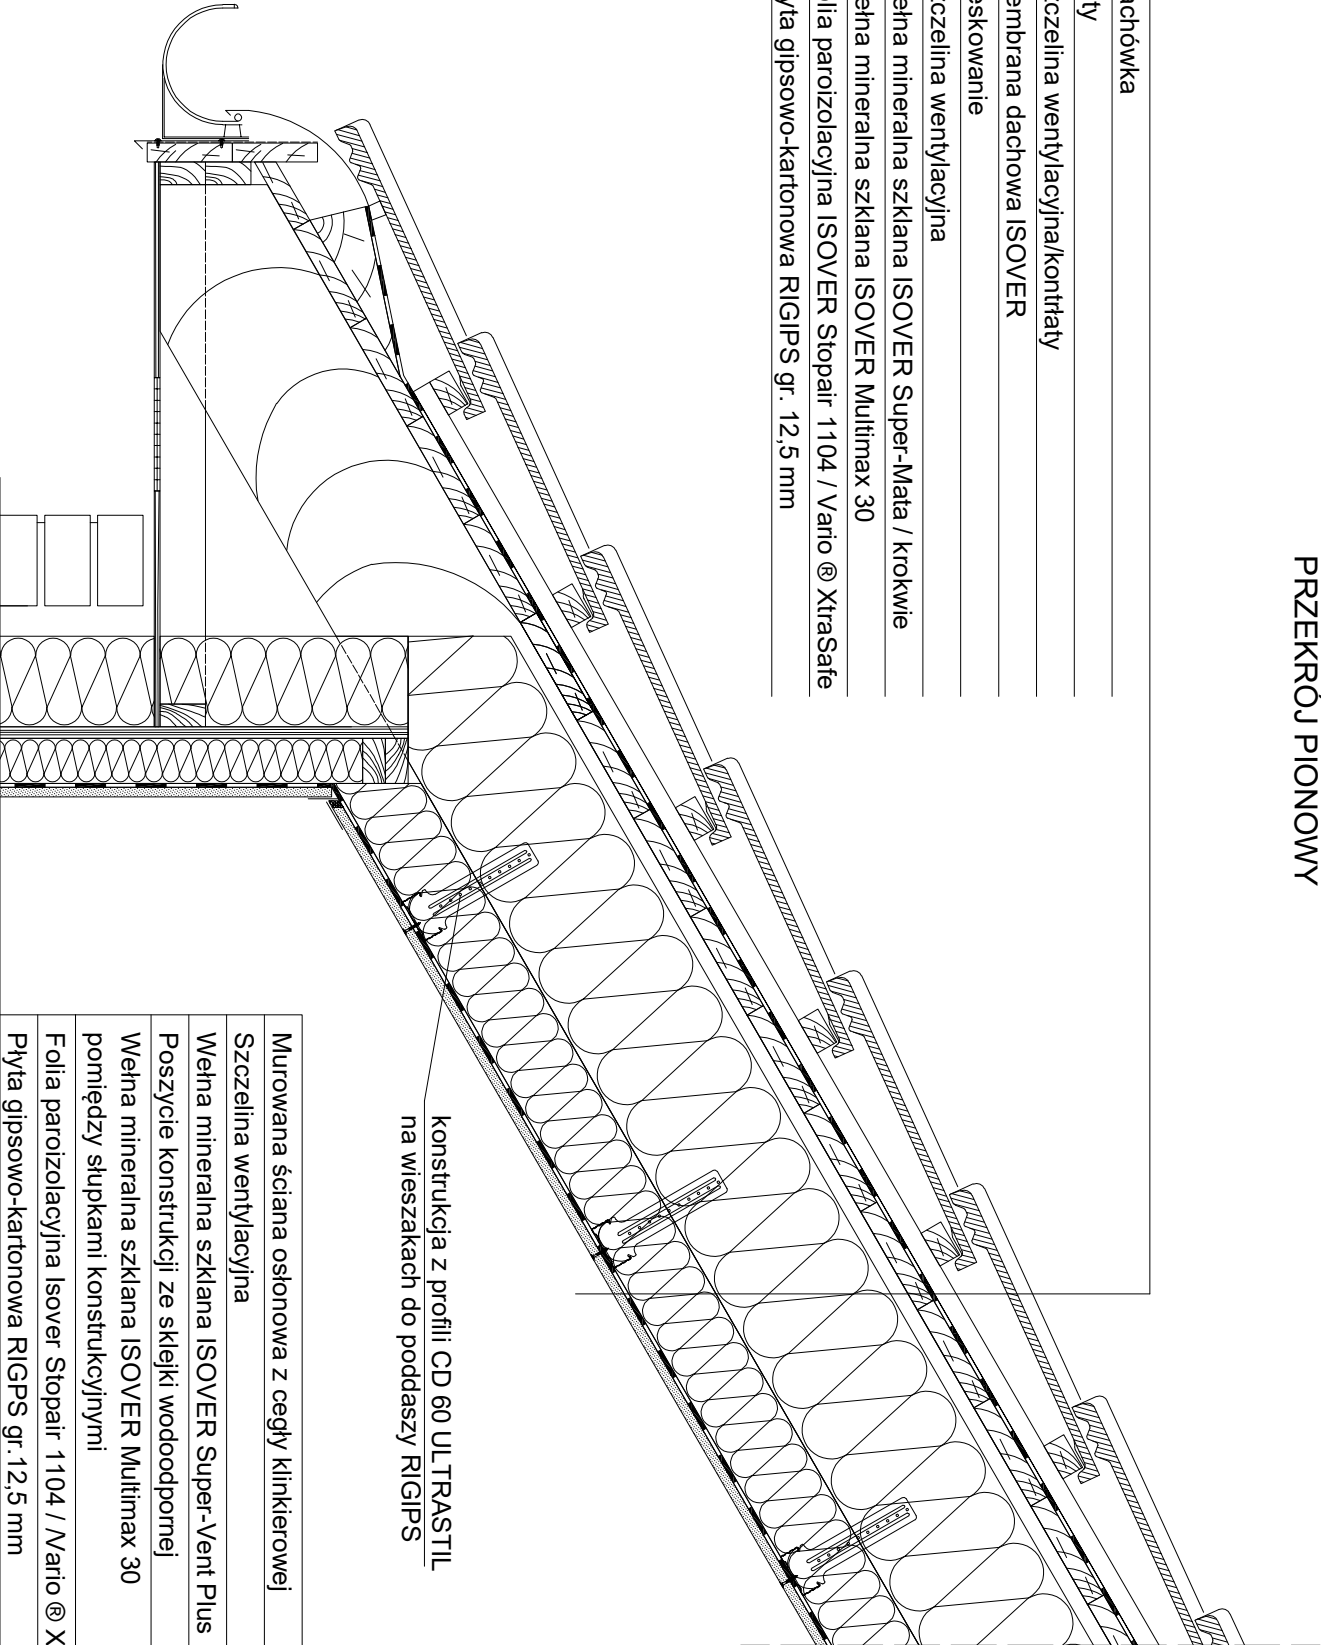 PRZEKRÓJ PIONOWY
achówka
ty
czelina wentylacyjna/kontrłaty
embrana dachowa ISOVER
eskowanie
zczelina wentylacyjna
ełna mineralna szklana ISOVER Super-Mata / krokwie
ełna mineralna szklana ISOVER Multimax 30
olia paroizolacyjna ISOVER Stopair 1104 / Vario ® XtraSafe
yta gipsowo-kartonowa RIGIPS gr. 12,5 mm
konstrukcja z profili CD 60 ULTRASTIL
na wieszakach do poddaszy RIGIPS
Murowana ściana osłonowa z cegły klinkierowej
Szczelina wentylacyjna
Wełna mineralna szklana ISOVER Super-Vent Plus
Poszycie konstrukcji ze sklejki wodoodpornej
Wełna mineralna szklana ISOVER Multimax 30
pomiędzy słupkami konstrukcyjnymi
Folia paroizolacyjna Isover Stopair 1104 / /Vario ® X
Płyta gipsowo-kartonowa RIGPS gr.12,5 mm